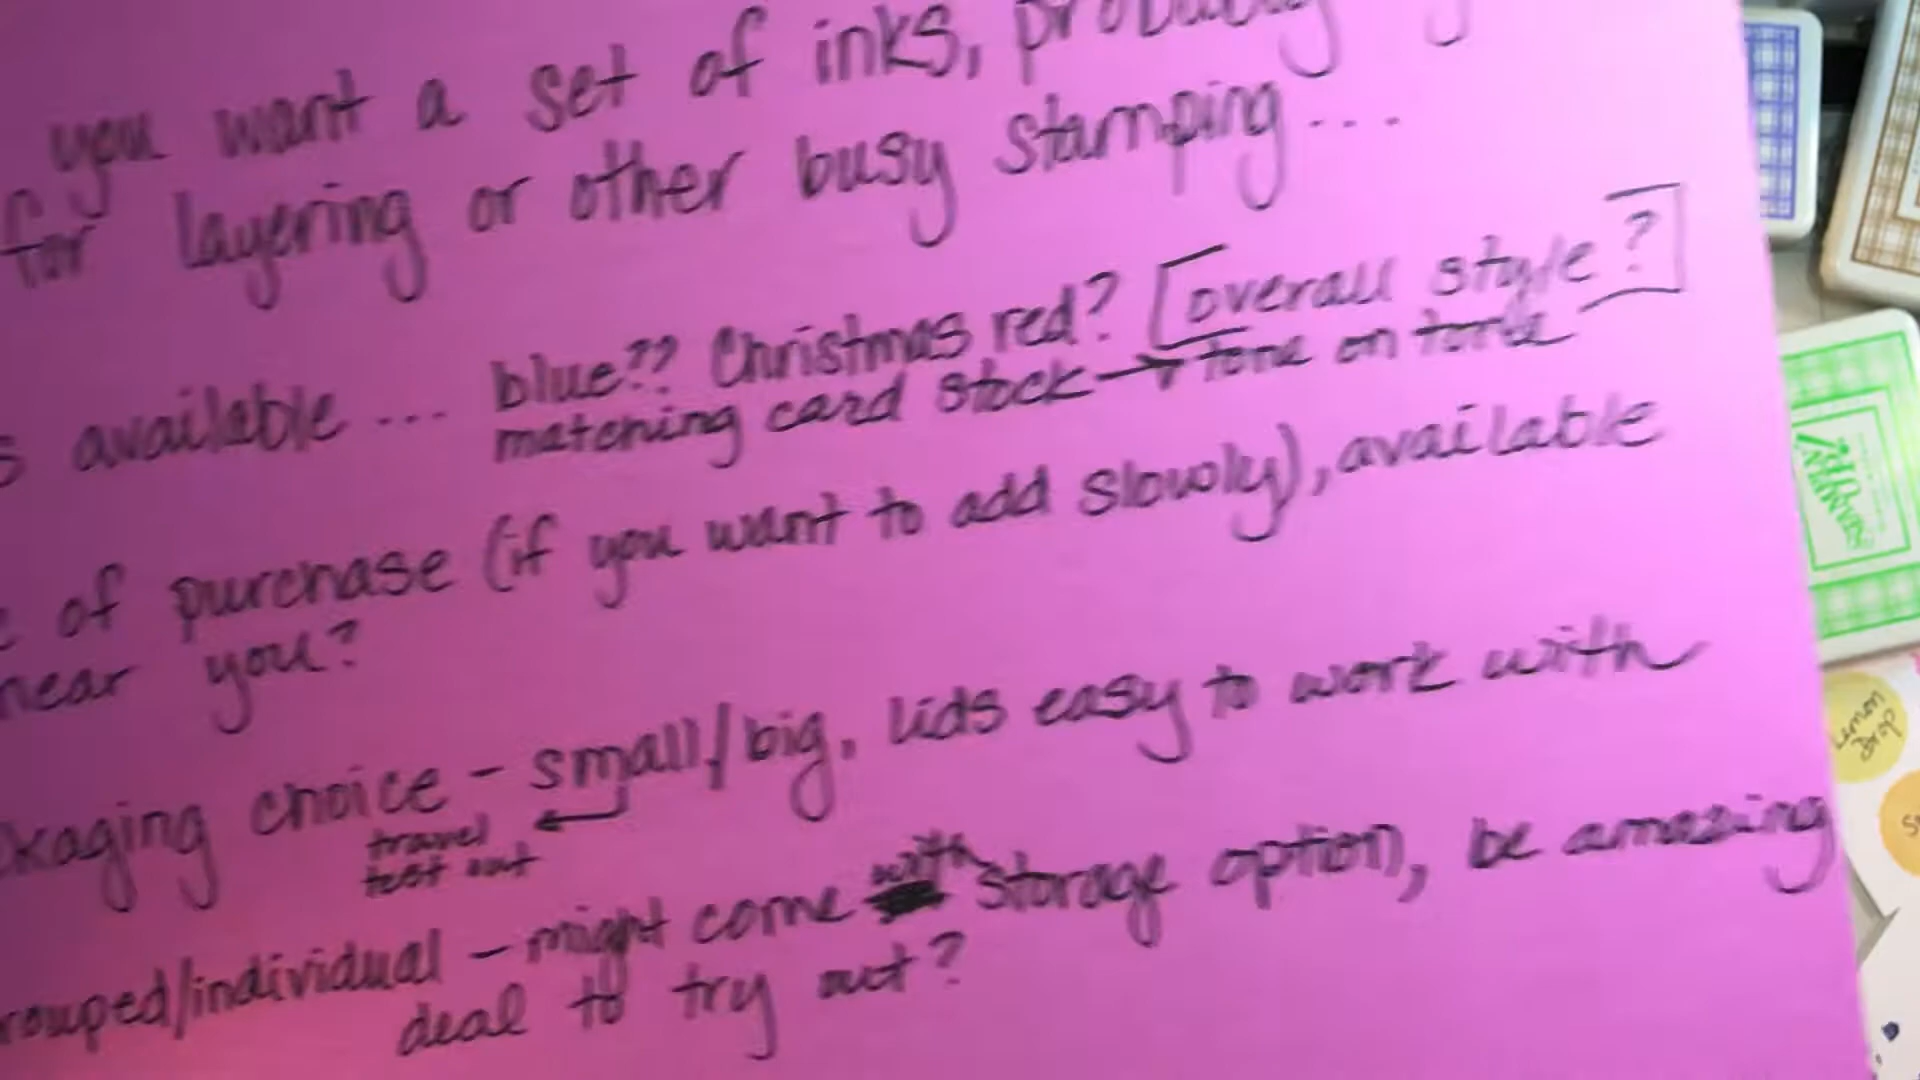 you want a set of inks, probably
for layering or other busy stamping...
available ... blue?? Christmas red? [overall style?]
matching card stock → tone on tone
of purchase (if you want to add slowly), available
near you?
kaging choice - small/big, lids easy to work with
travel
test out
rouped/individual - might come with storage option, be amazing
deal to try out?
Lemon
Drop